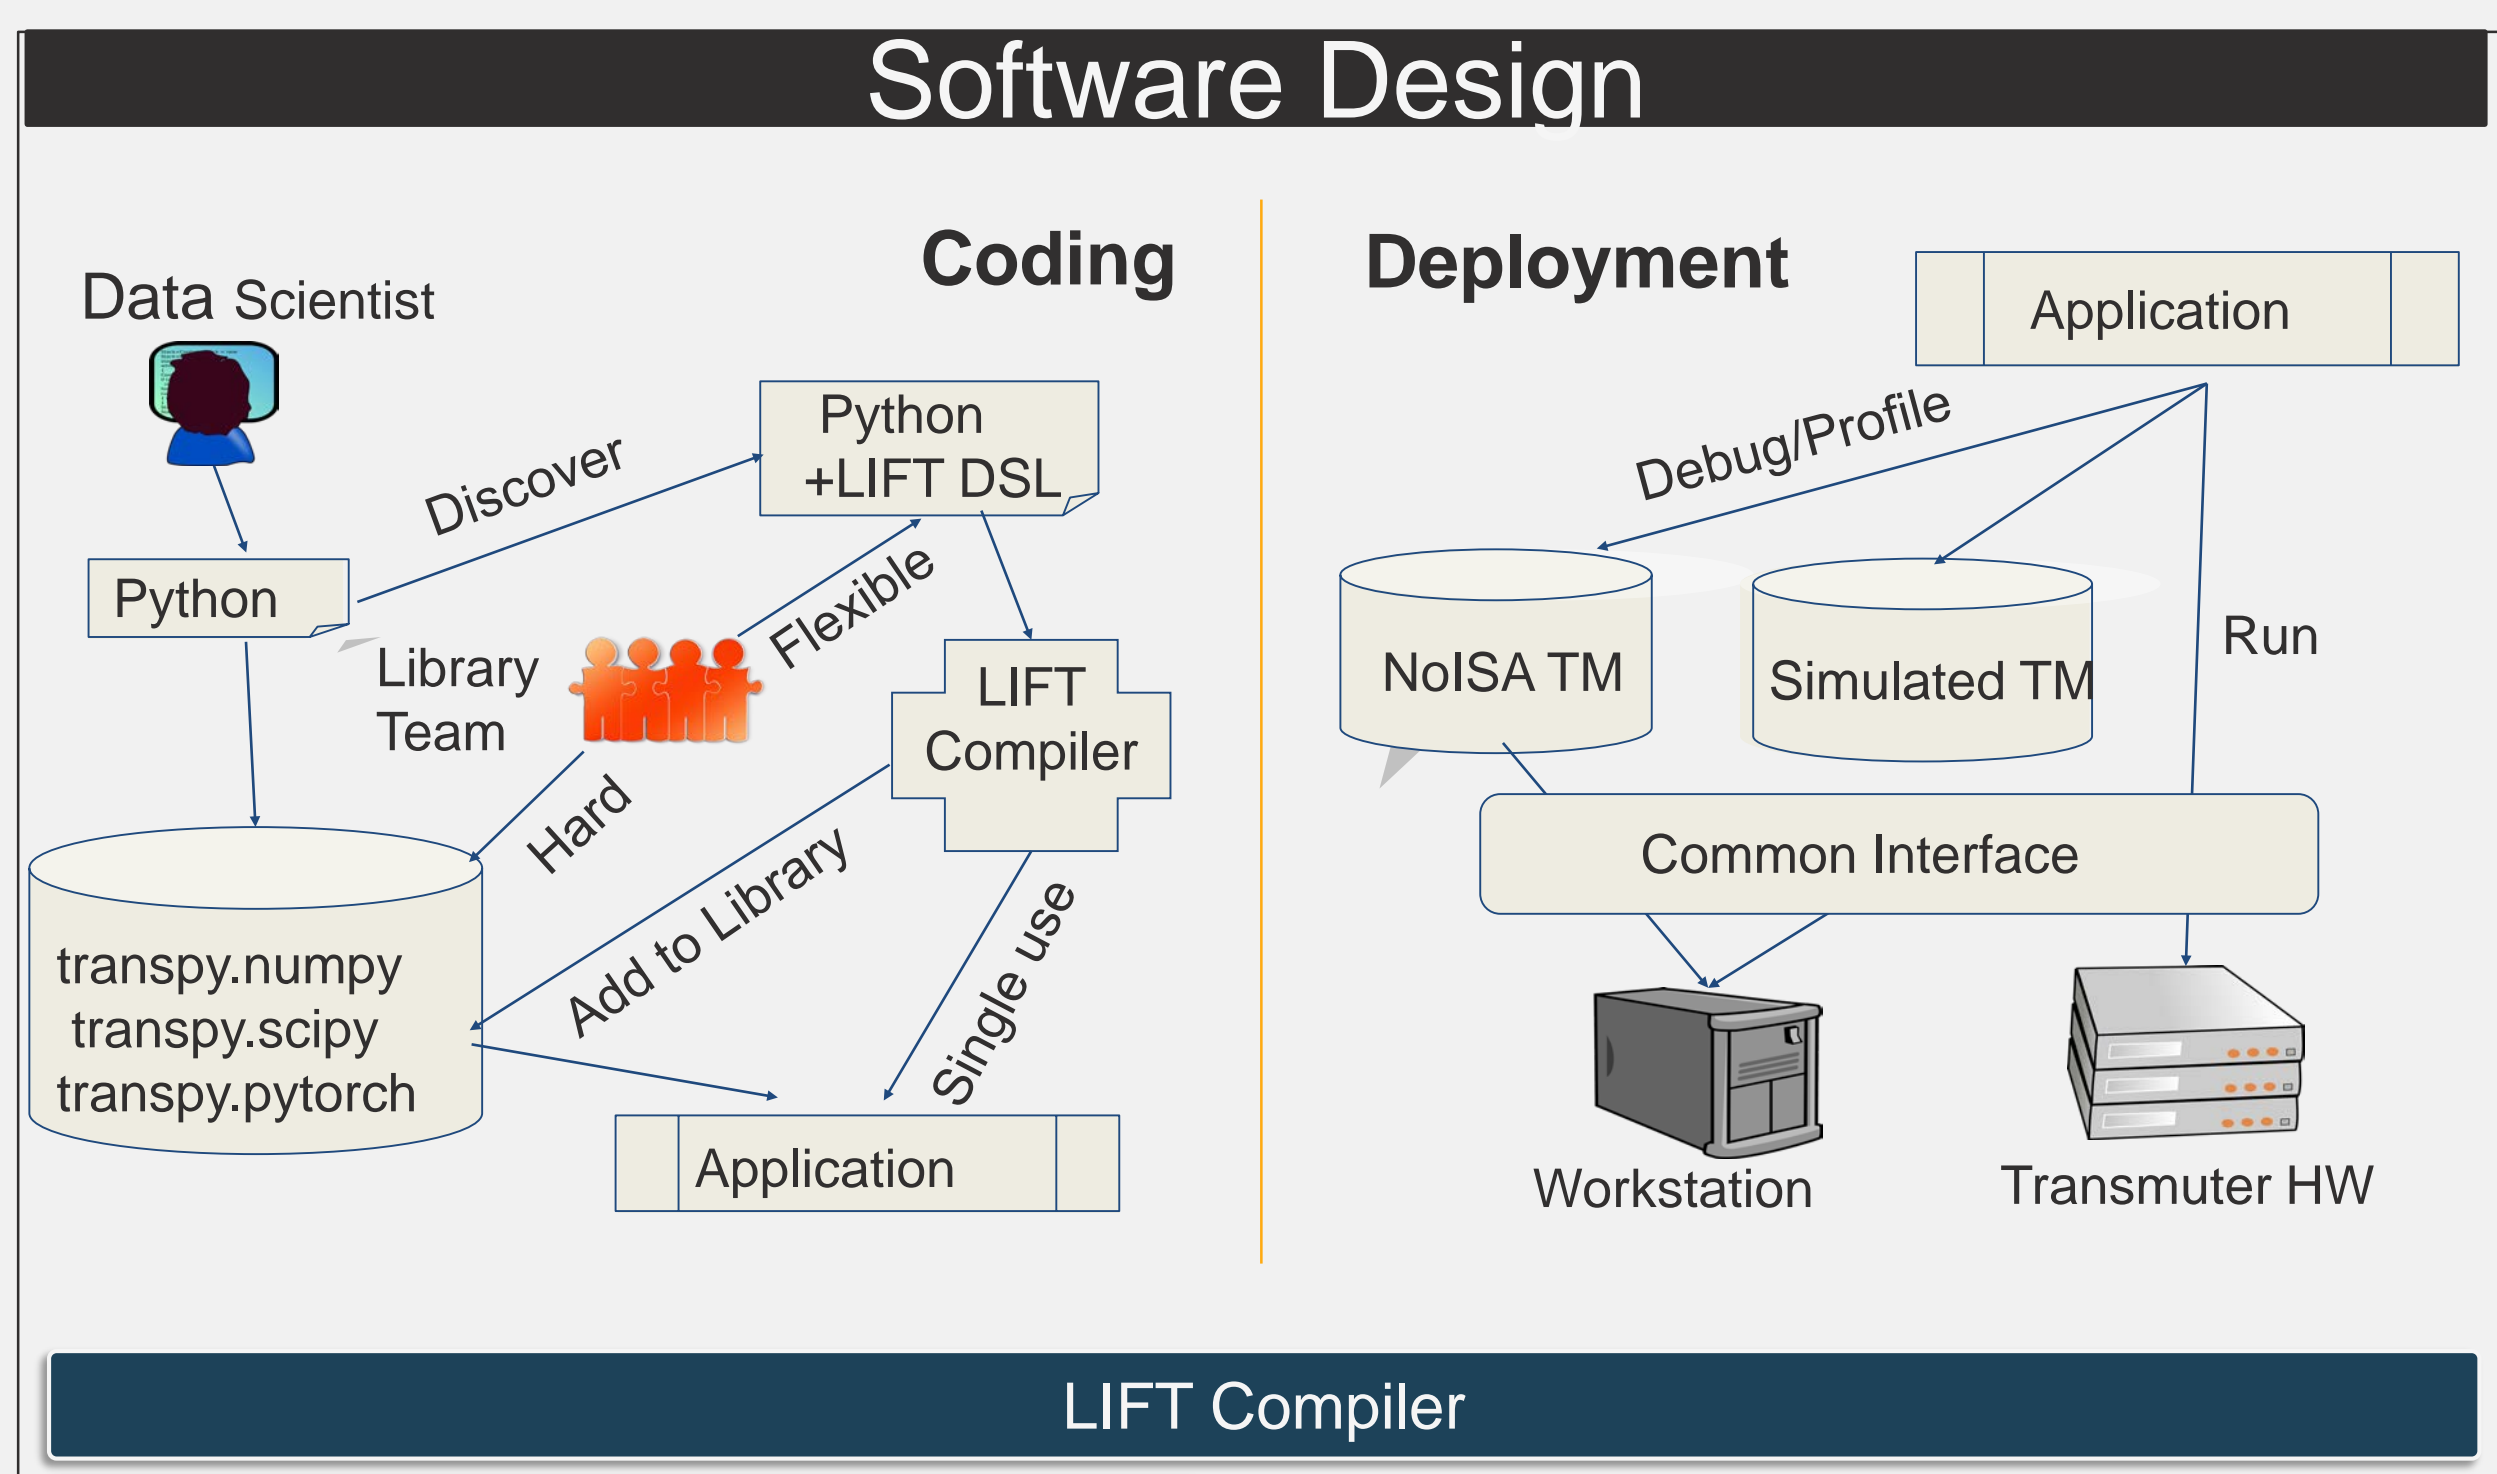 Software Design
Coding
Data Scientist
Discover
Python
+LIFT DSL
Python
Library
Team
Flexible
Hard
LIFT
Compiler
Add to Library
Single use
transpy.numpy
transpy.scipy
transpy.pytorch
Application
Deployment
Application
Debug/Profile
Run
NoISA TM
Simulated TM
Common Interface
Workstation
Transmuter HW
LIFT Compiler